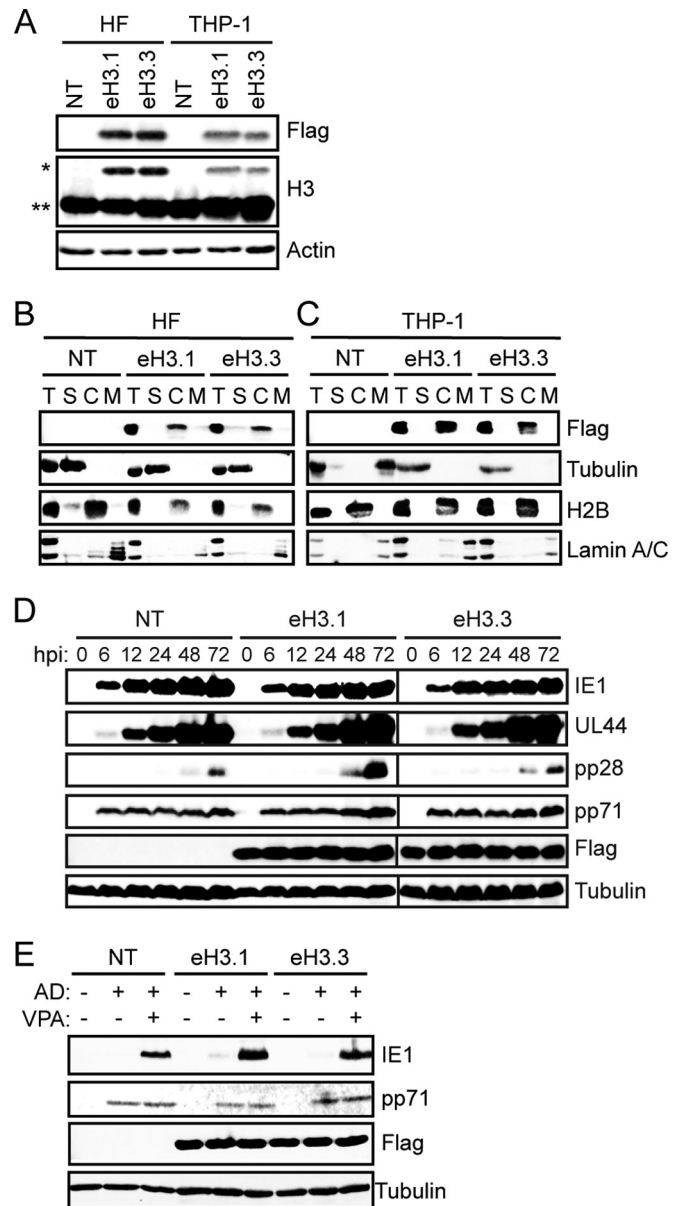 A
HF THP-1
NT eH3.1 eH3.3 NT eH3.1 eH3.3
Flag
*
H3
**
Actin
B C
HF THP-1
NT eH3.1 eH3.3 NT eH3.1 eH3.3
T S C M T S C M T S C M T S C M T S C M T S C M
Flag
Tubulin
H2B
Lamin A/C
D
NT eH3.1 eH3.3
hpi: 0 6 12 24 48 72 0 6 12 24 48 72 0 6 12 24 48 72
IE1
UL44
pp28
pp71
Flag
Tubulin
E
NT eH3.1 eH3.3
AD: - + + - + + - + +
VPA: - - + - - + - - +
IE1
pp71
Flag
Tubulin